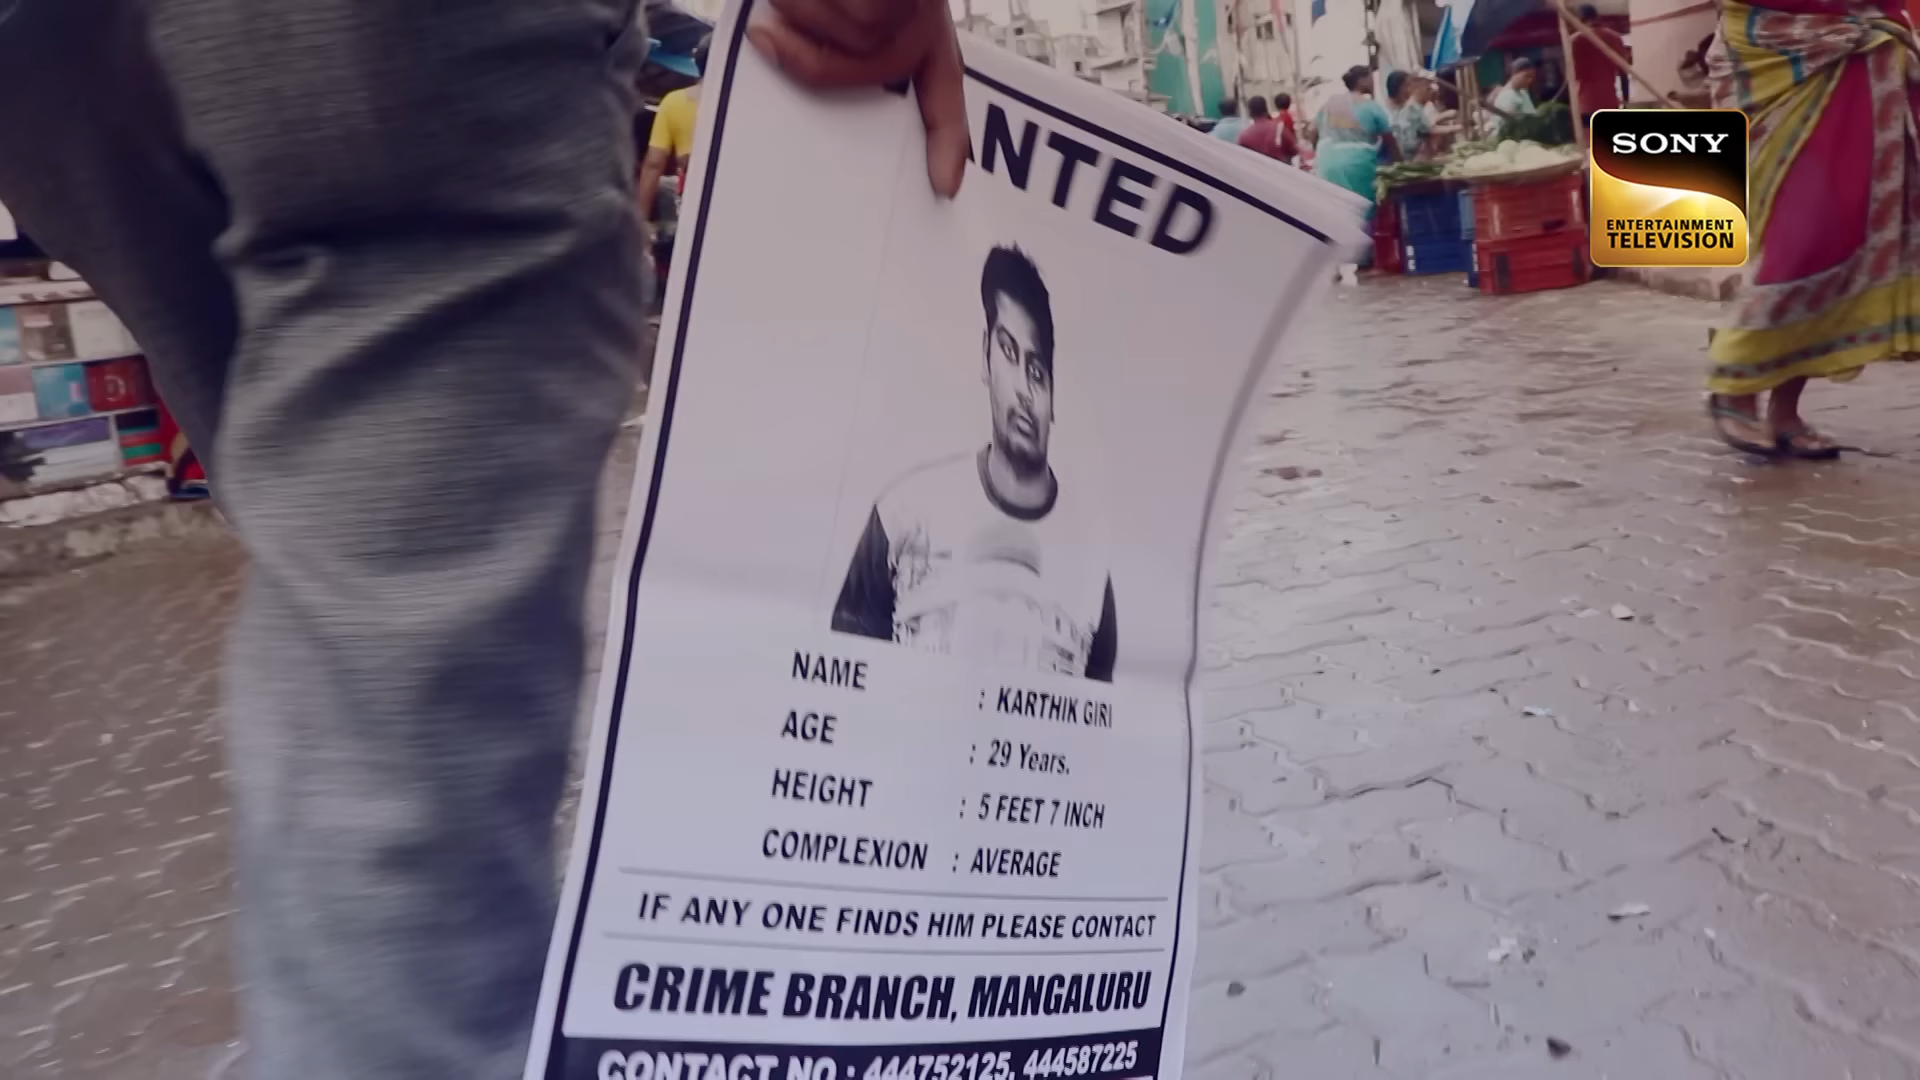 ANTED
NAME : KARTHIK GIRI
AGE : 29 Years.
HEIGHT : 5 FEET 7 INCH
COMPLEXION : AVERAGE
IF ANY ONE FINDS HIM PLEASE CONTACT
CRIME BRANCH, MANGALURU
CONTACT NO : 444752125, 444587225
SONY
ENTERTAINMENT
TELEVISION